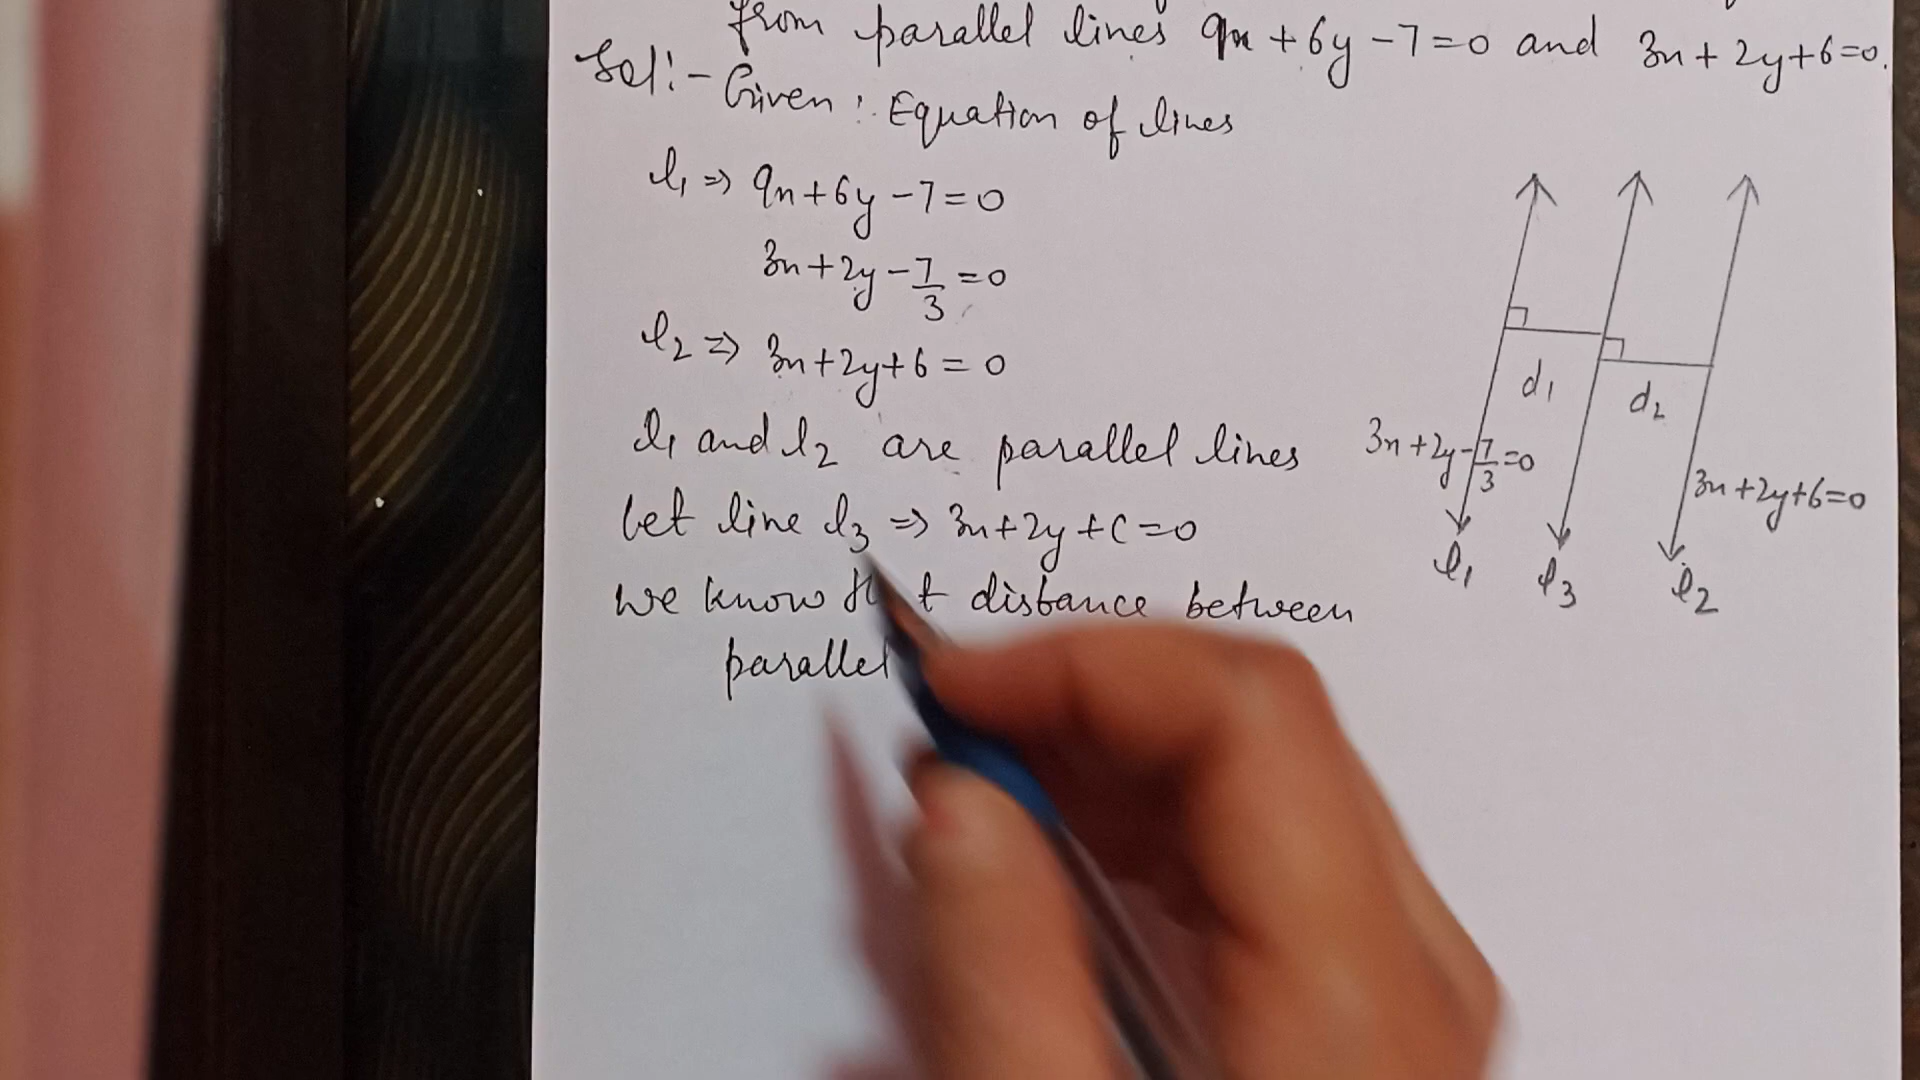 from parallel lines 9x + 6y - 7 = 0 and 3x + 2y + 6 = 0.
Sol:- Given : Equation of lines
l₁ ⇒ 9x + 6y - 7 = 0
3x + 2y - 7/3 = 0
l₂ ⇒ 3x + 2y + 6 = 0
l₁ and l₂ are parallel lines
Let line l₃ ⇒ 3x + 2y + C = 0
We know distance between
parallel
d₁
d₂
3x + 2y - 7/3 = 0
3x + 2y + 6 = 0
l₁
l₃
l₂